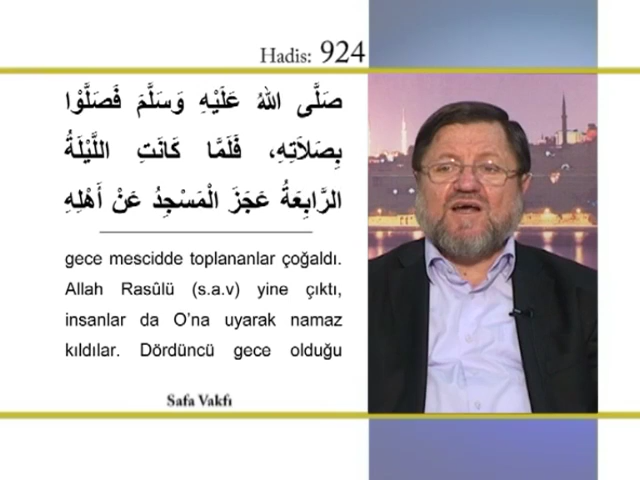 Hadis: 924
صَلَّى اللهُ عَلَيْهِ وَسَلَّمَ فَصَلَّوْا
بِصَلاَتِهِ، فَلَمَّا كَانَتِ اللَّيْلَةُ
الرَّابِعَةُ عَجَزَ الْمَسْجِدُ عَنْ أَهْلِهِ
gece mescidde toplananlar çoğaldı.
Allah Rasûlü (s.a.v) yine çıktı,
insanlar da O’na uyarak namaz
kıldılar. Dördüncü gece olduğu
Safa Vakfı